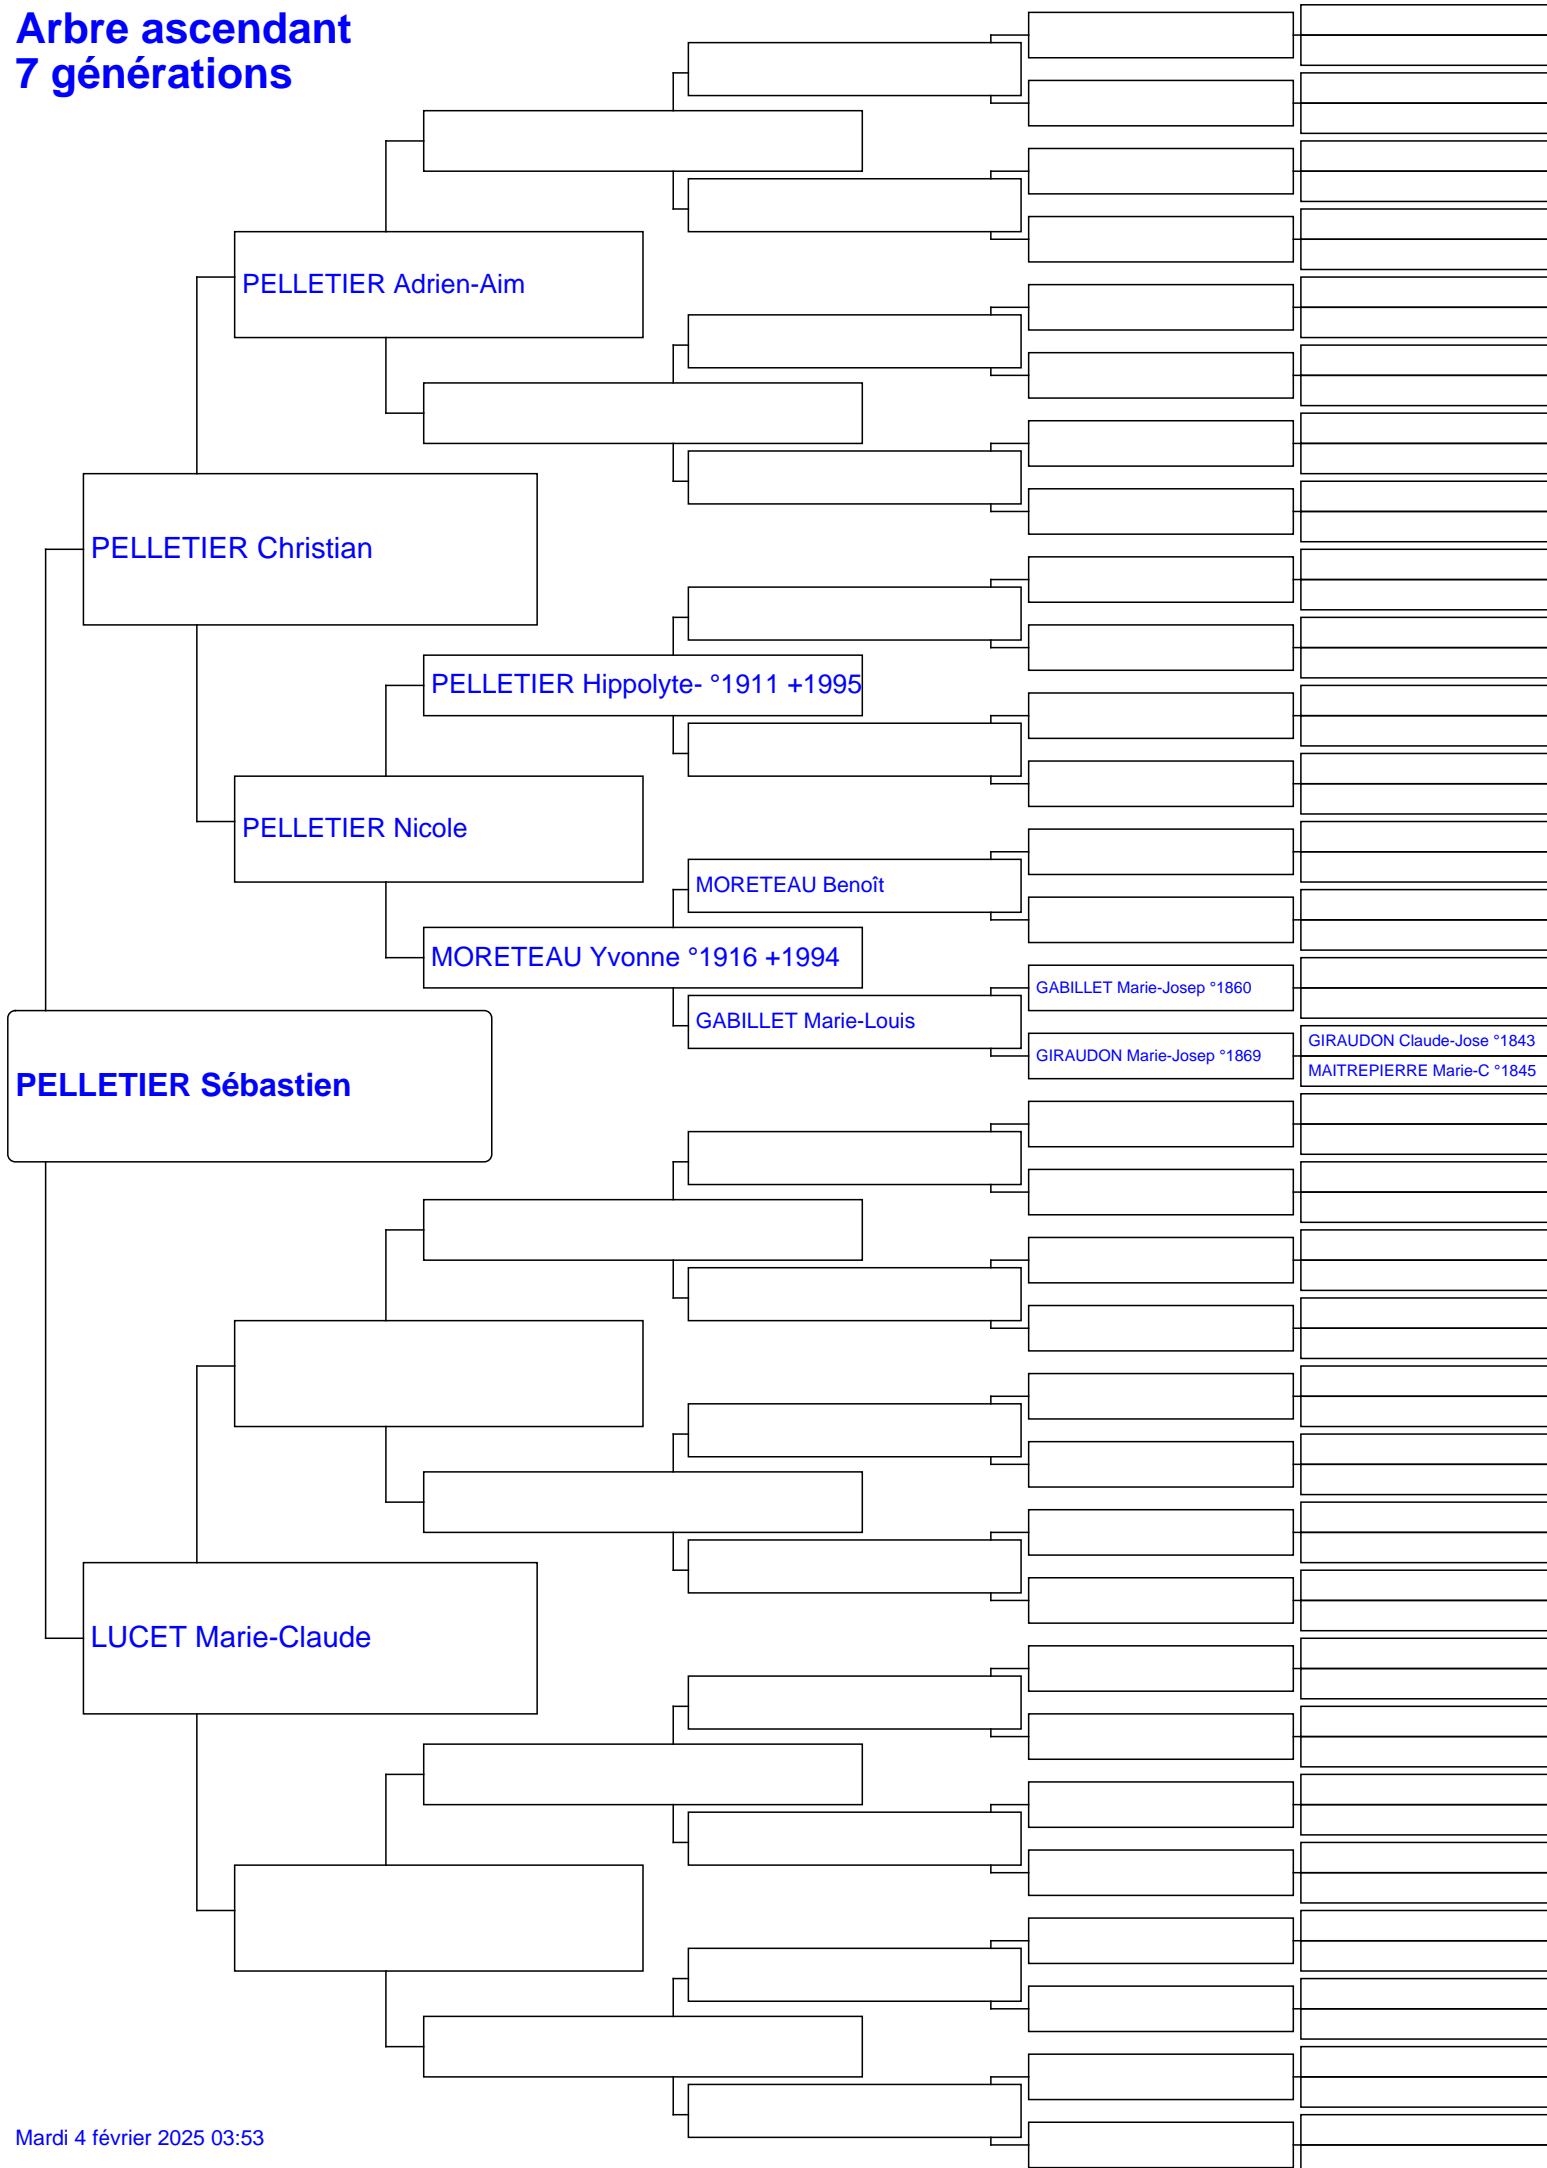 Arbre ascendant
7 générations
PELLETIER Adrien-Aim
PELLETIER Christian
PELLETIER Hippolyte- °1911 +1995
PELLETIER Nicole
MORETEAU Benoît
MORETEAU Yvonne °1916 +1994
GABILLET Marie-Josep °1860
GABILLET Marie-Louis
GIRAUDON Claude-Jose °1843
GIRAUDON Marie-Josep °1869
MAITREPIERRE Marie-C °1845
PELLETIER Sébastien
LUCET Marie-Claude
Mardi 4 février 2025 03:53